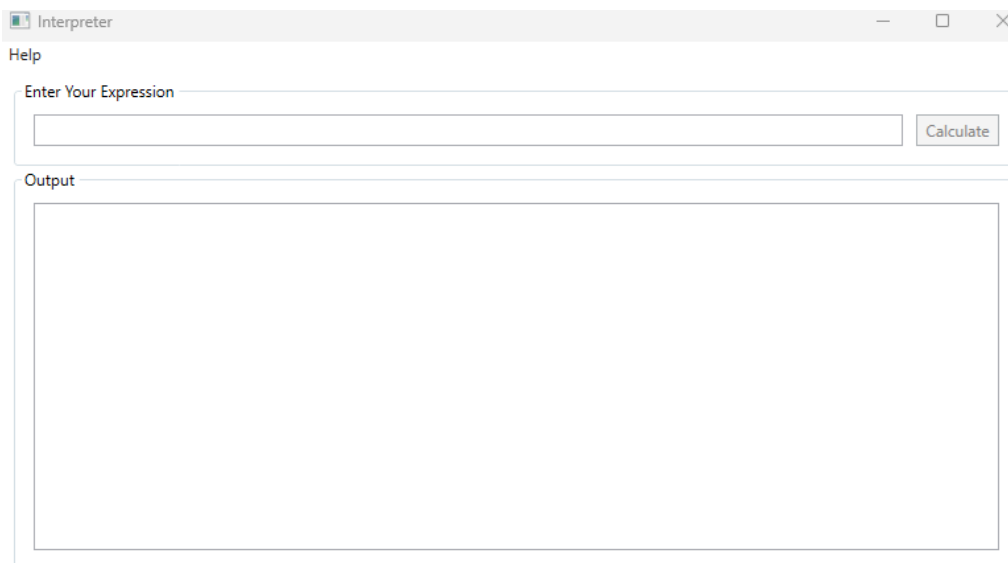 Interpreter
Help
Enter Your Expression
Calculate
Output